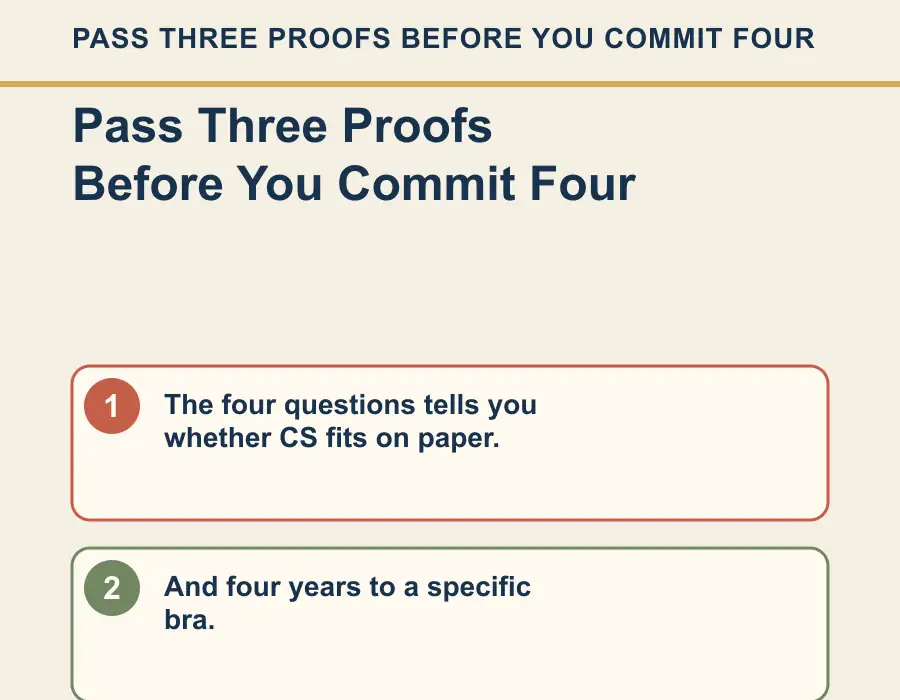 PASS THREE PROOFS BEFORE YOU COMMIT FOUR
Pass Three Proofs
Before You Commit Four
1
The four questions tells you
whether CS fits on paper.
2
And four years to a specific
bra.